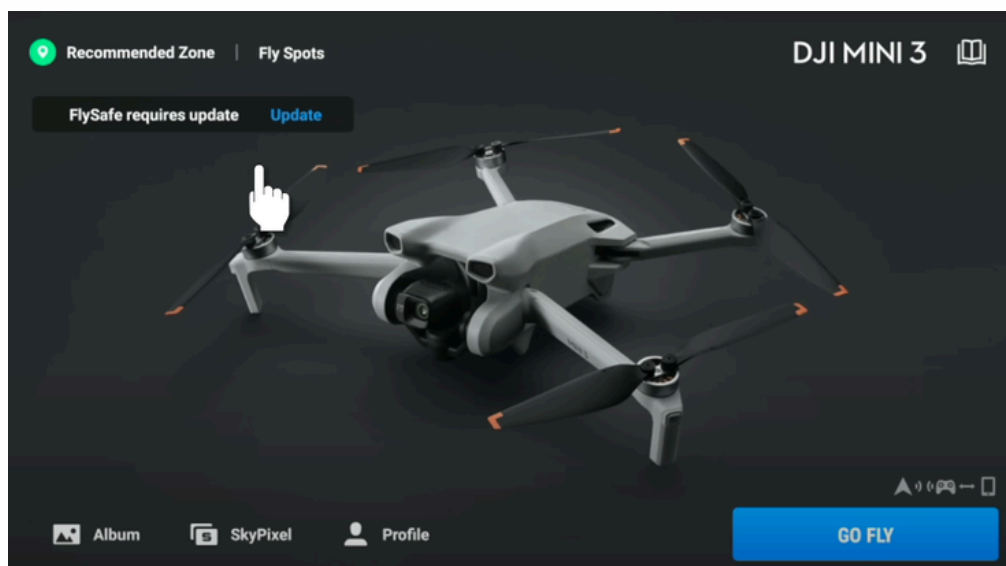 Recommended Zone | Fly Spots
DJI MINI 3
FlySafe requires update Update
Album
SkyPixel
Profile
GO FLY